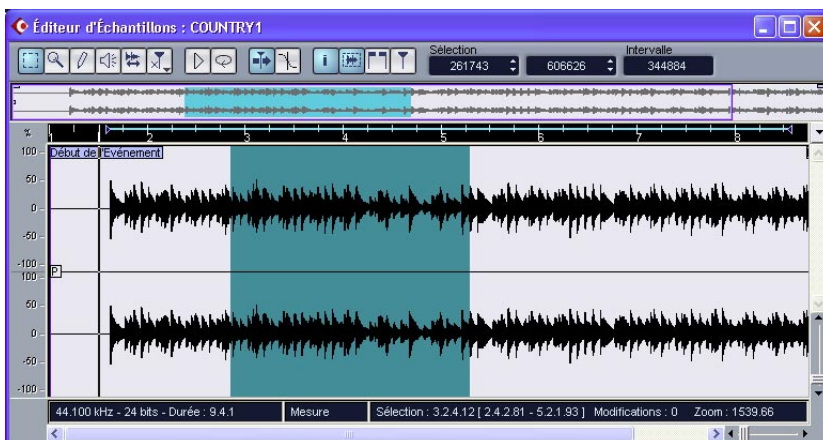 Éditeur d'Échantillons : COUNTRY1
Sélection Intervalle
261743 606626 344884
% 2 3 4 5 6 7 8
Début de l'Evénement
100
50
0
-50
-100
100
P
50
0
-50
-100
44.100 kHz - 24 bits - Durée : 9.4.1 Mesure Sélection : 3.2.4.12 [ 2.4.2.81 - 5.2.1.93 ] Modifications : 0 Zoom : 1539.66